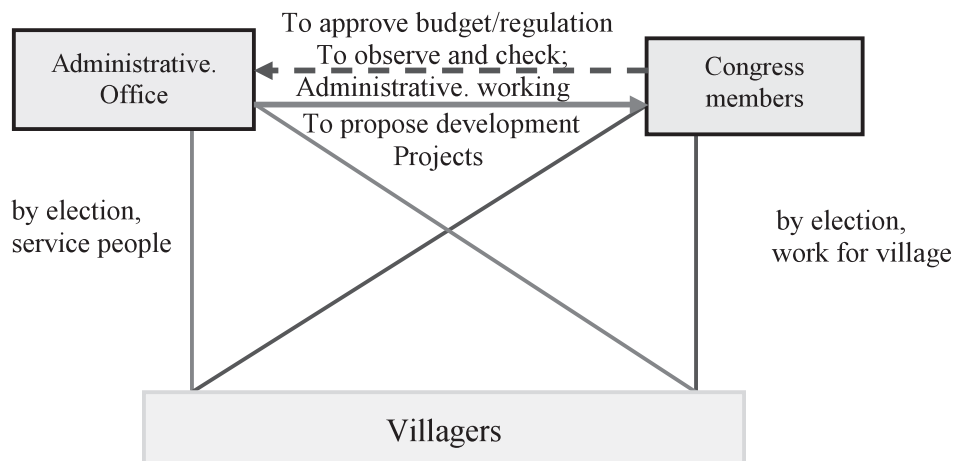 To approve budget/regulation
To observe and check;
Administrative. working
Administrative.
Office
Congress
members
To propose development
Projects
by election,
service people
by election,
work for village
Villagers